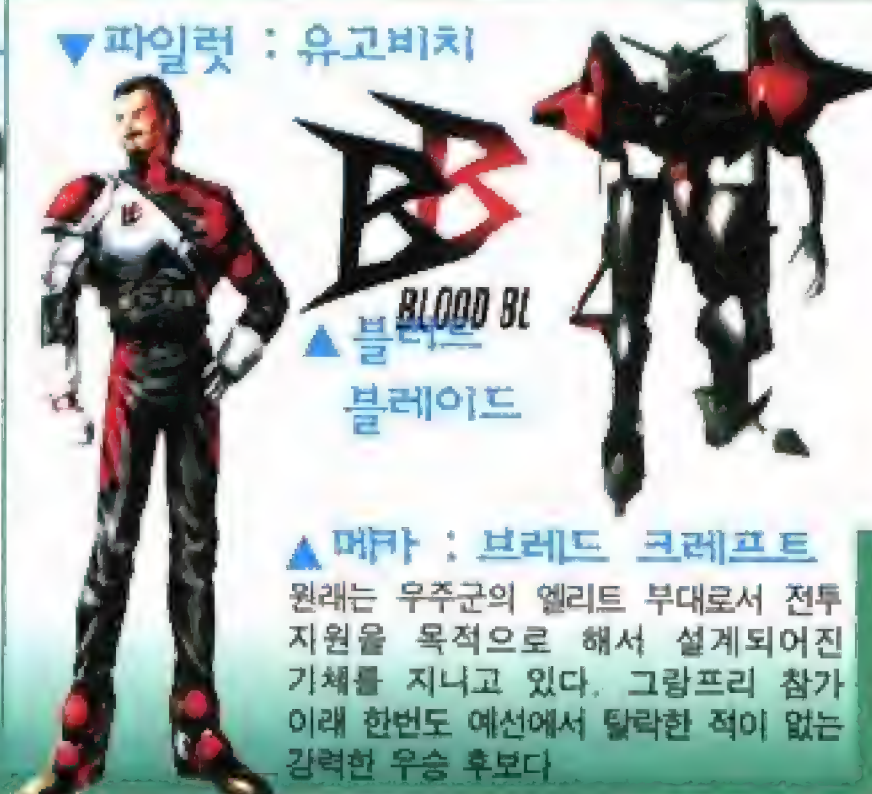 ▼파일럿 : 유고비치
BB
BLOOD BL
▲블러드
블레이드
▲메카 : 브레드 크레프트
원래는 우주군의 엘리트 부대로서 전투
지원을 목적으로 해서 설계되어진
기체를 지니고 있다. 그랑프리 참가
이래 한번도 예선에서 탈락한 적이 없는
강력한 우승 후보다